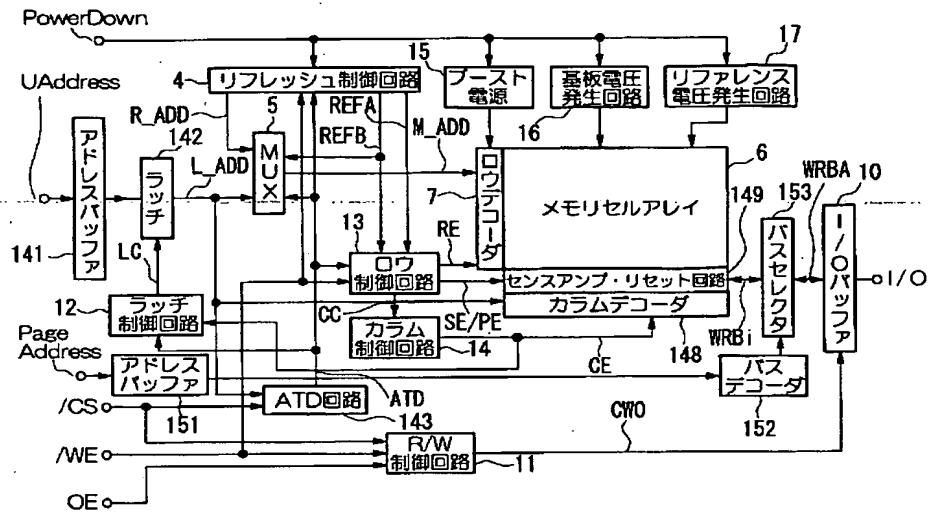 PowerDown
17
15
4
リフレッシュ制御回路
ブースト
電源
基板電圧
発生回路
リファレンス
電圧発生回路
UAddress
R_ADD
5
REFA
REFB
M_ADD
16
142
L_ADD
MUX
6
アドレスバッファ
ラッチ
7
ロウデコーダ
メモリセルアレイ
149
153
WRBA
10
13
RE
141
LC
ロウ
制御回路
センスアンプ・リセット回路
バスセレクタ
I/Oバッファ
I/O
12
ラッチ
制御回路
CC
SE/PE
カラムデコーダ
WRBi
カラム
制御回路
14
148
CE
Page
Address
アドレス
バッファ
151
ATD
バス
デコーダ
152
/CS
ATD回路
143
CWO
/WE
R/W
制御回路
11
OE